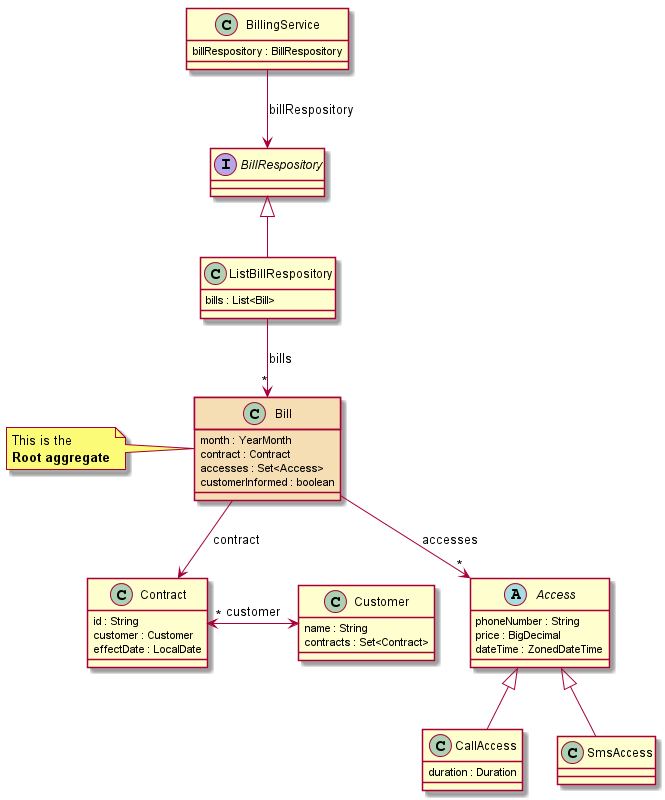 C BillingService
billRespository : BillRespository
billRespository
I BillRespository
C ListBillRespository
bills : List<Bill>
bills
*
C Bill
month : YearMonth
contract : Contract
accesses : Set<Access>
customerInformed : boolean
This is the
Root aggregate
contract
accesses
*
C Contract
id : String
customer : Customer
effectDate : LocalDate
* customer
C Customer
name : String
contracts : Set<Contract>
A Access
phoneNumber : String
price : BigDecimal
dateTime : ZonedDateTime
C CallAccess
duration : Duration
C SmsAccess